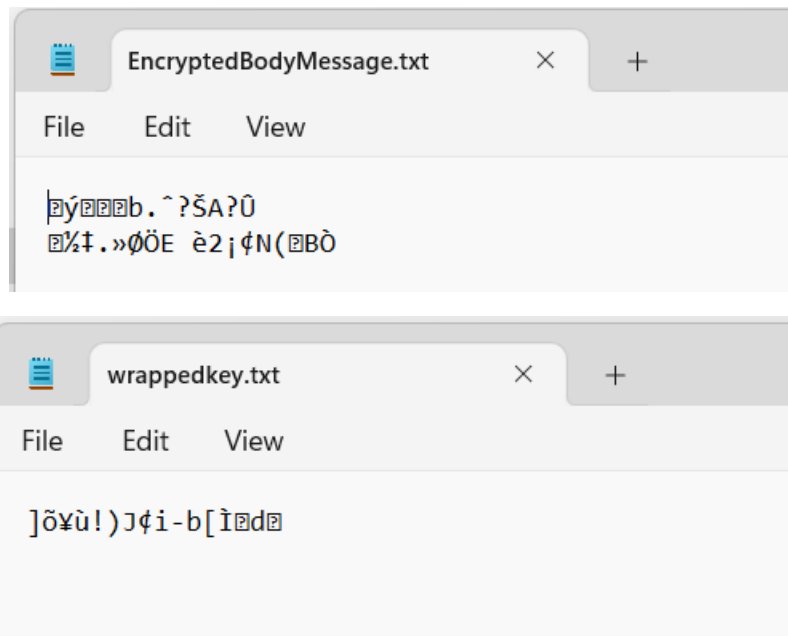 EncryptedBodyMessage.txt
File Edit View
�ý���b.ˆ?ŠA?Û
�½‡.»ØÖE è2¡¢N(�BÒ
wrappedkey.txt
File Edit View
]õ¥ù!)J¢i-b[Ì�d�